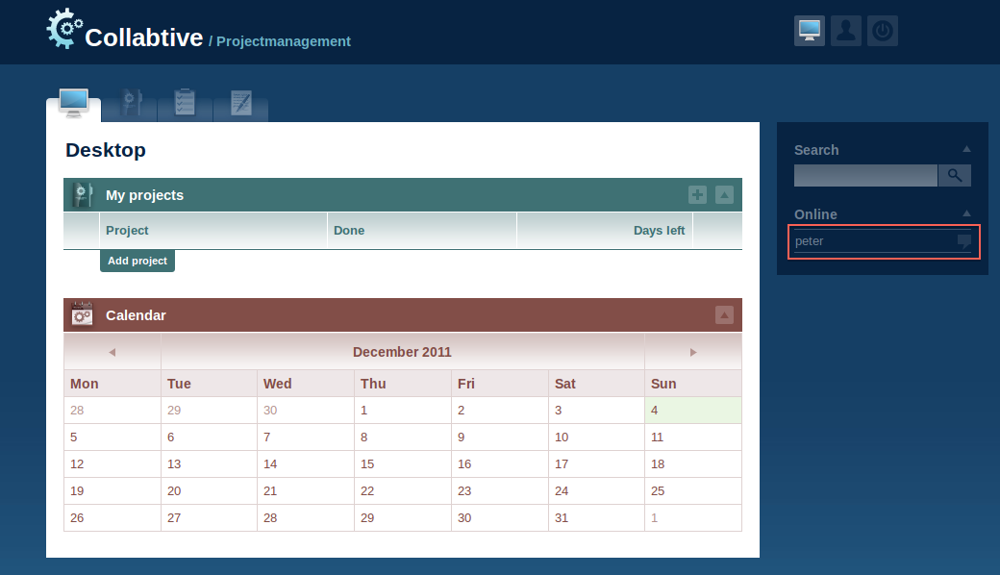 Collabtive / Projectmanagement
Desktop
My projects
Project Done Days left
Add project
Calendar
December 2011
Mon Tue Wed Thu Fri Sat Sun
28 29 30 1 2 3 4
5 6 7 8 9 10 11
12 13 14 15 16 17 18
19 20 21 22 23 24 25
26 27 28 29 30 31 1
Search
Online
peter